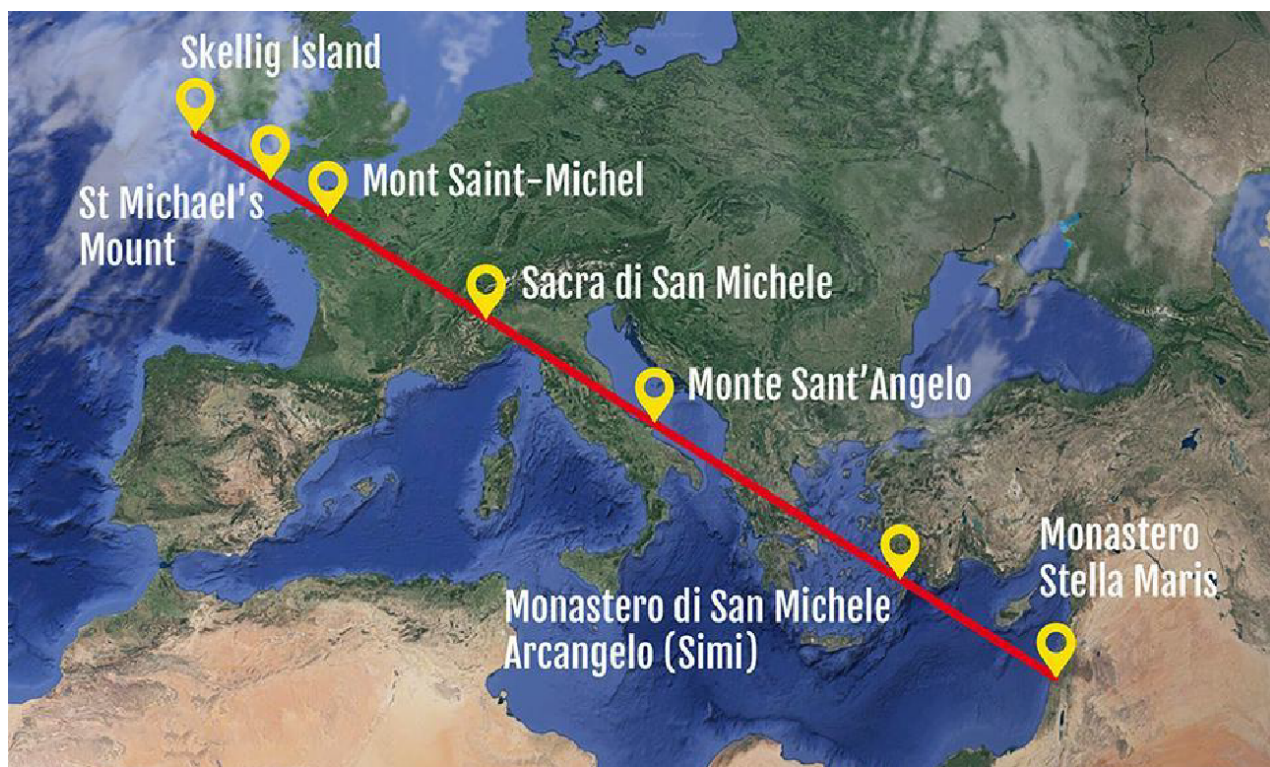 Skellig Island
St Michael's
Mount
Mont Saint-Michel
Sacra di San Michele
Monte Sant'Angelo
Monastero di San Michele
Arcangelo (Simi)
Monastero
Stella Maris